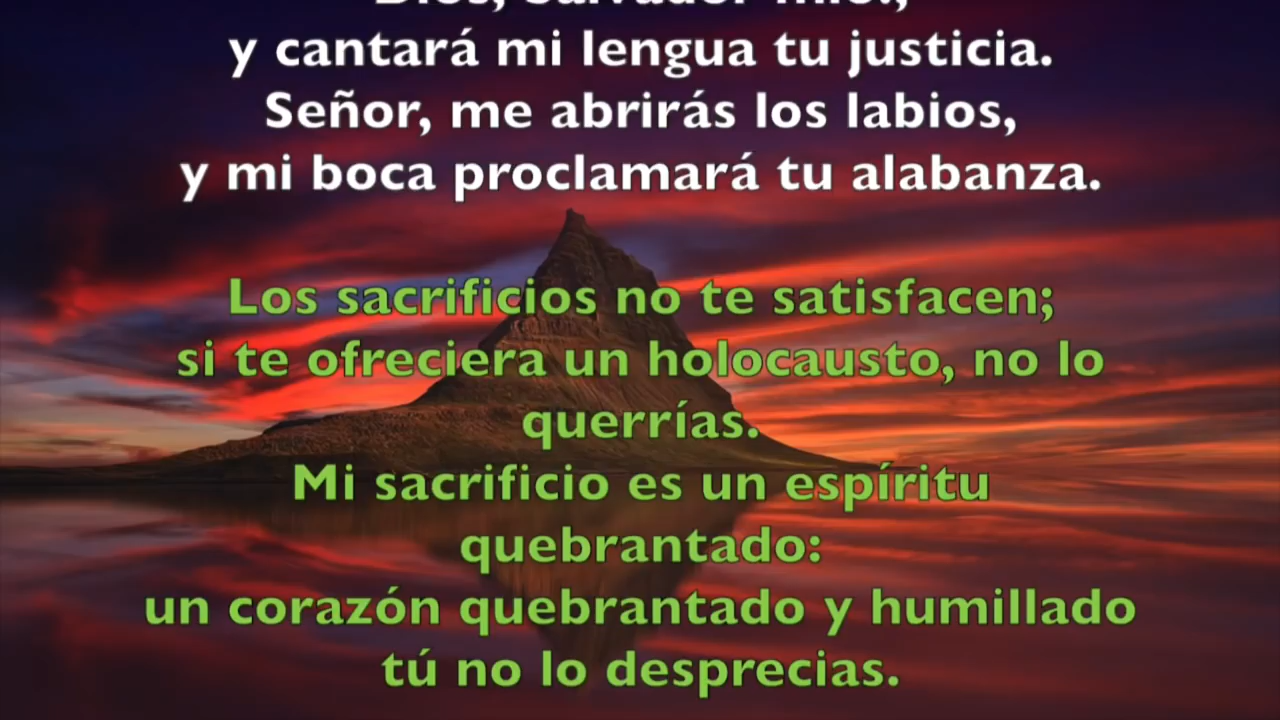 y cantará mi lengua tu justicia.
Señor, me abrirás los labios,
y mi boca proclamará tu alabanza.
Los sacrificios no te satisfacen;
si te ofreciera un holocausto, no lo
querrías.
Mi sacrificio es un espíritu
quebrantado:
un corazón quebrantado y humillado
tú no lo desprecias.